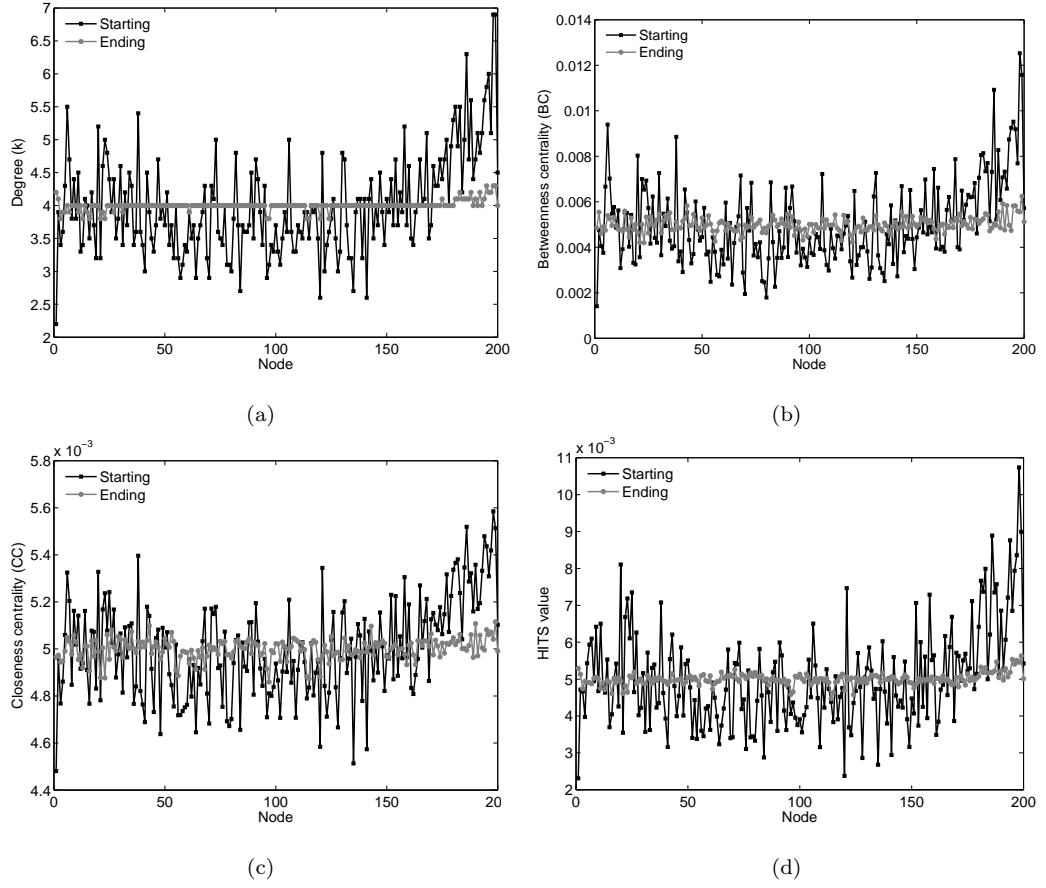 7
6.5
6
5.5
5
4.5
4
3.5
3
2.5
2
Degree (k)
Starting
Ending
0 50 100 150 200
Node
(a)
0.014
0.012
0.01
0.008
0.006
0.004
0.002
0
Betweenness centrality (BC)
Starting
Ending
0 50 100 150 200
Node
(b)
x 10⁻³
5.8
5.6
5.4
5.2
5
4.8
4.6
4.4
Closeness centrality (CC)
Starting
Ending
0 50 100 150 20
Node
(c)
x 10⁻³
11
10
9
8
7
6
5
4
3
2
HITS value
Starting
Ending
0 50 100 150 200
Node
(d)